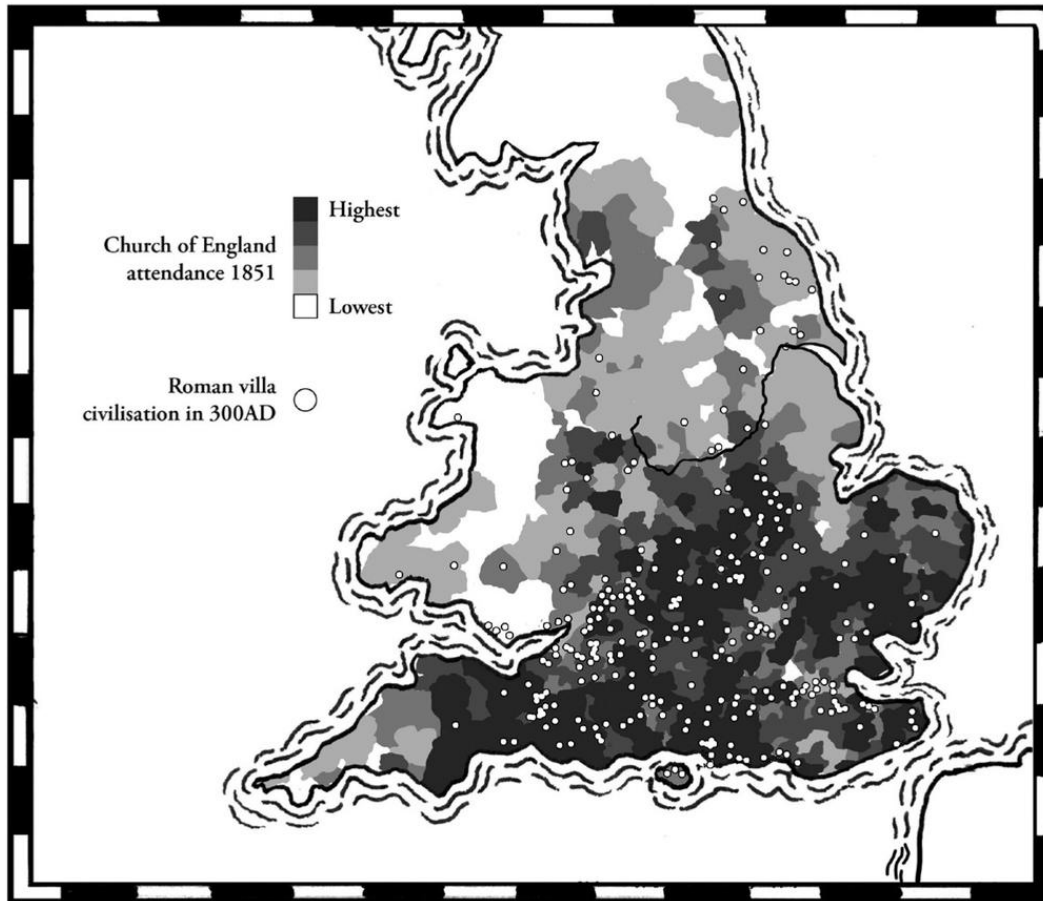 Highest
Church of England
attendance 1851
Lowest
Roman villa
civilisation in 300AD